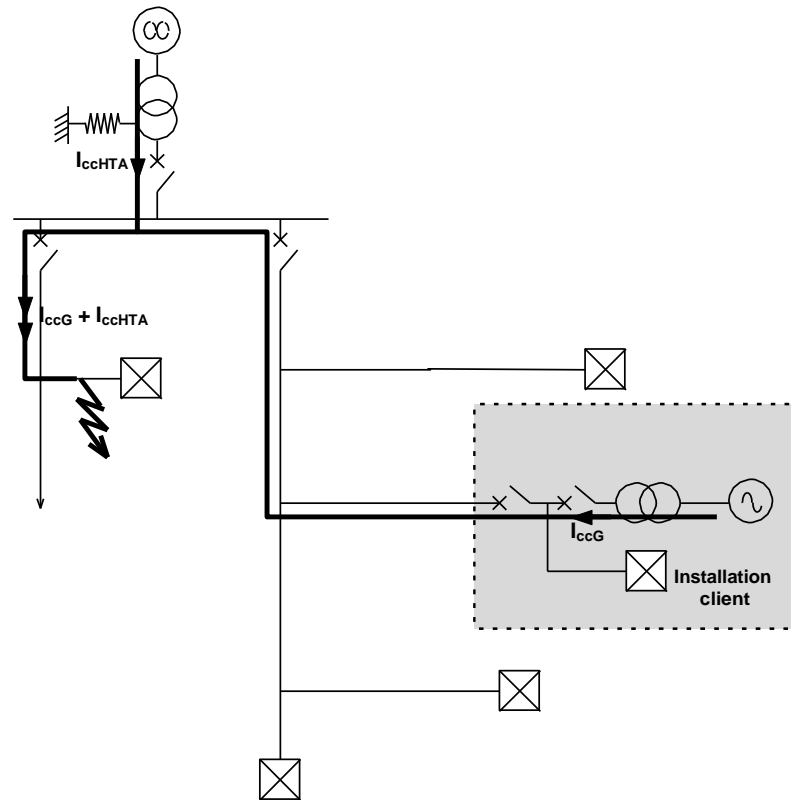 IccHTA
IccG + IccHTA
IccG
Installation
client